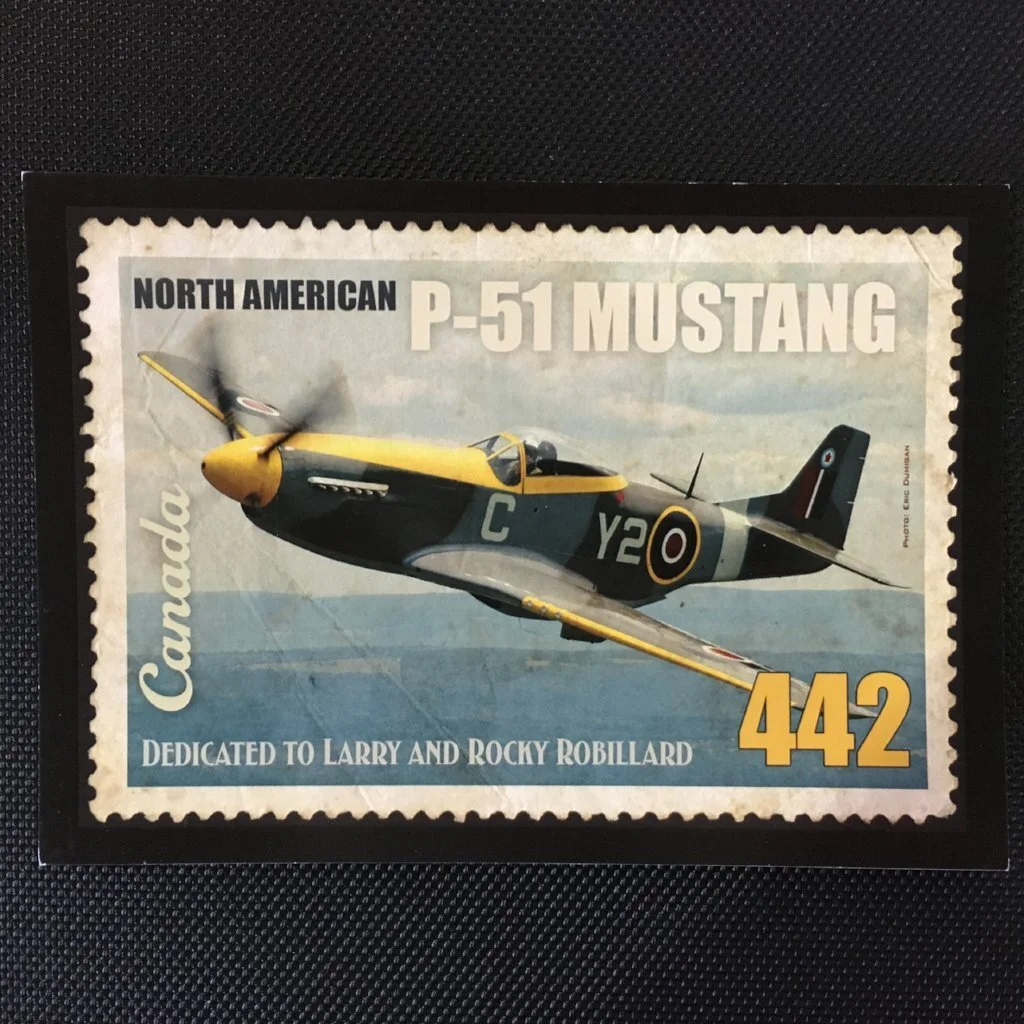 NORTH AMERICAN P-51 MUSTANG
C
Y2
PHOTO: ERIC DUMIGAN
Canada
442
DEDICATED TO LARRY AND ROCKY ROBILLARD